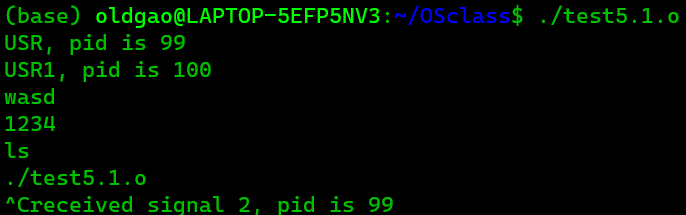 (base) oldgao@LAPTOP-5EFP5NV3:~/OSclass$ ./test5.1.o
USR, pid is 99
USR1, pid is 100
wasd
1234
ls
./test5.1.o
^Creceived signal 2, pid is 99